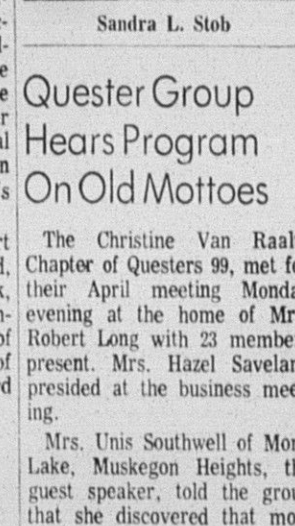 Sandra L. Stob
Quester Group
Hears Program
On Old Mottoes
The Christine Van Raal
Chapter of Questers 99, met f
their April meeting Monda
evening at the home of Mr
Robert Long with 23 membe
present. Mrs. Hazel Savelan
presided at the business mee
ing.
Mrs. Unis Southwell of Mo
Lake, Muskegon Heights, t
guest speaker, told the gro
that she discovered that mo